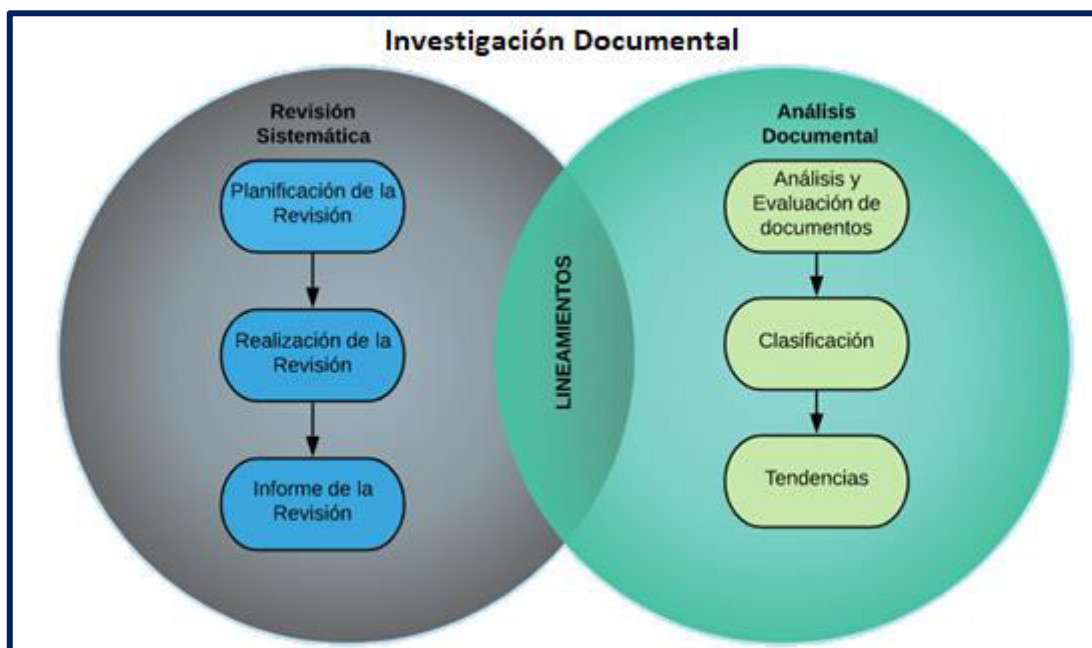 Investigación Documental
Revisión
Sistemática
Planificación de la
Revisión
Realización de la
Revisión
Informe de la
Revisión
LINEAMIENTOS
Análisis
Documental
Análisis y
Evaluación de
documentos
Clasificación
Tendencias